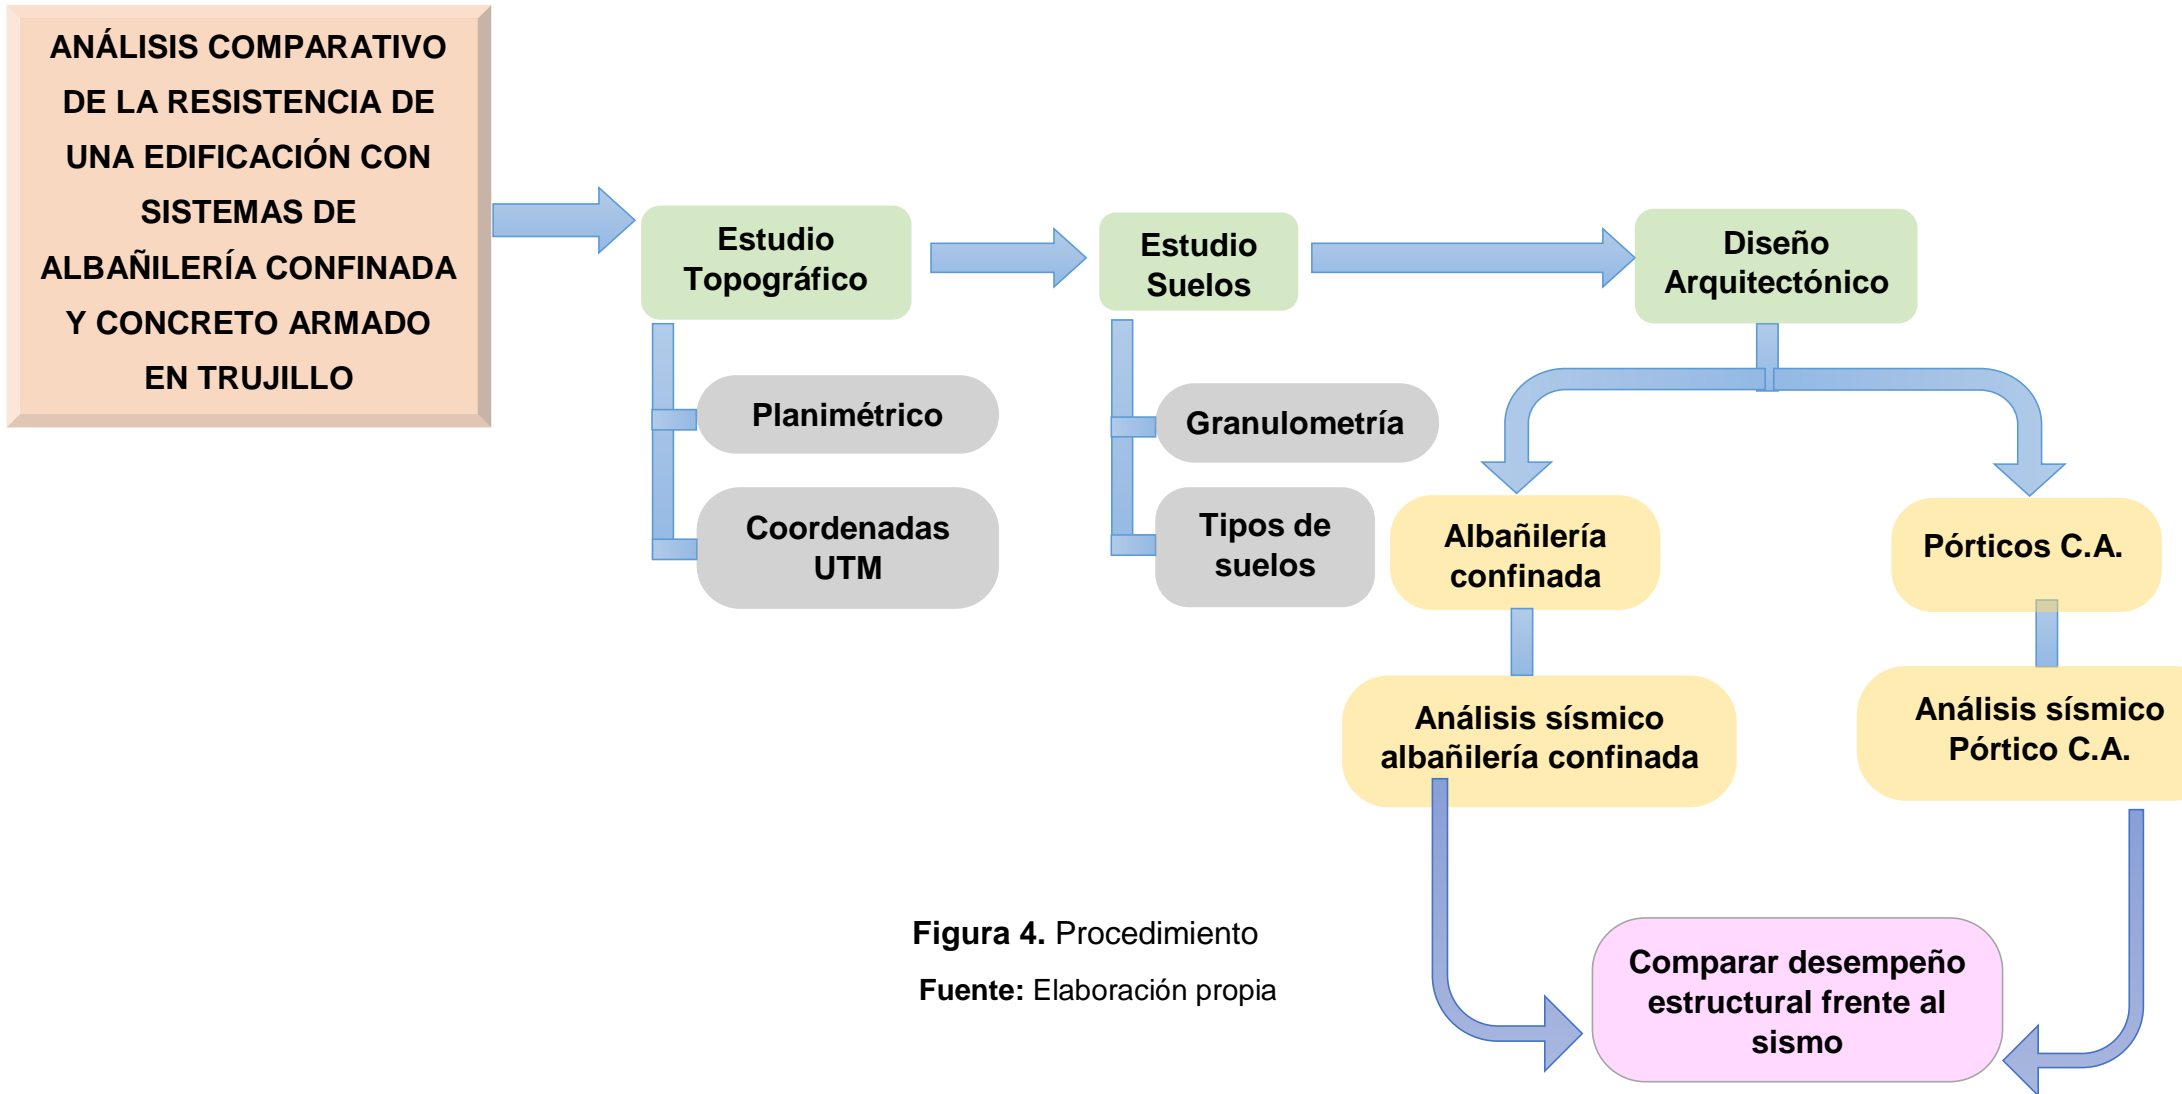 ANÁLISIS COMPARATIVO
DE LA RESISTENCIA DE
UNA EDIFICACIÓN CON
SISTEMAS DE
ALBAÑILERÍA CONFINADA
Y CONCRETO ARMADO
EN TRUJILLO
Estudio
Topográfico
Planimétrico
Coordenadas
UTM
Estudio
Suelos
Granulometría
Tipos de
suelos
Diseño
Arquitectónico
Albañilería
confinada
Pórticos C.A.
Análisis sísmico
albañilería confinada
Análisis sísmico
Pórtico C.A.
Comparar desempeño
estructural frente al
sismo
Figura 4. Procedimiento
Fuente: Elaboración propia